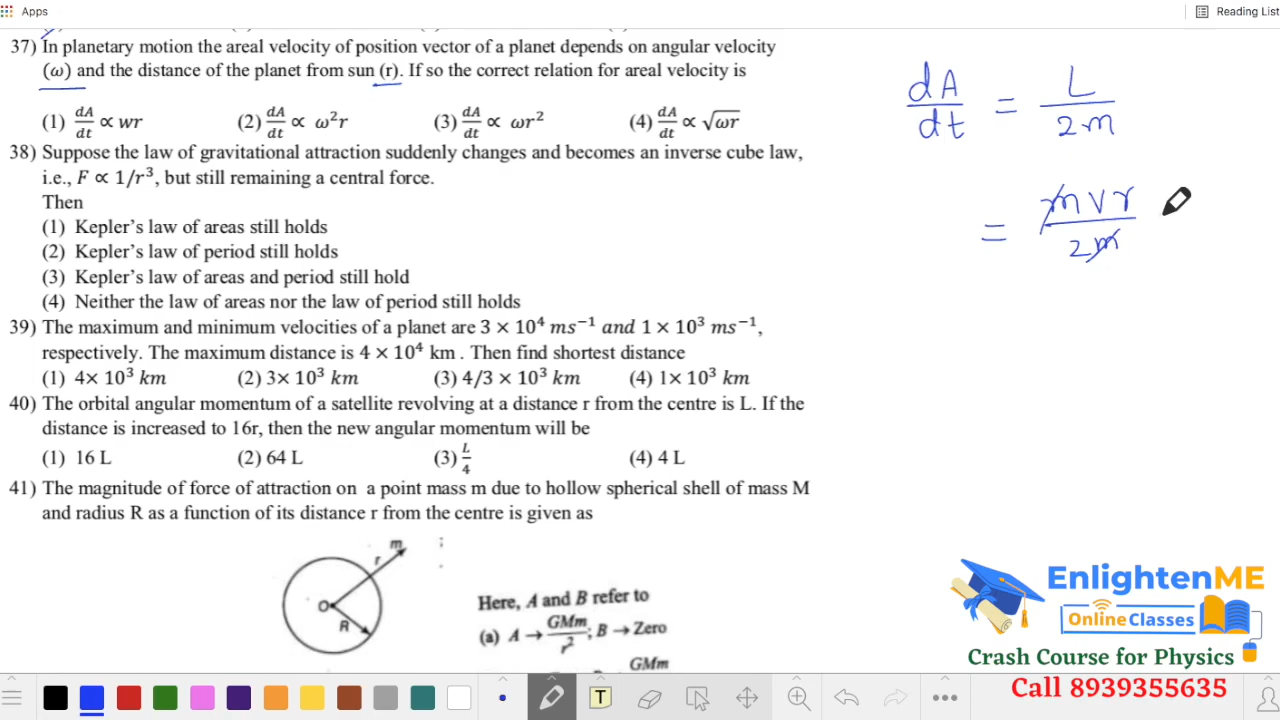 Apps
Reading List
37) In planetary motion the areal velocity of position vector of a planet depends on angular velocity
(ω) and the distance of the planet from sun (r). If so the correct relation for areal velocity is
(1) dA/dt ∝ wr (2) dA/dt ∝ ω²r (3) dA/dt ∝ ωr² (4) dA/dt ∝ √ωr
38) Suppose the law of gravitational attraction suddenly changes and becomes an inverse cube law,
i.e., F ∝ 1/r³, but still remaining a central force.
Then
(1) Kepler's law of areas still holds
(2) Kepler's law of period still holds
(3) Kepler's law of areas and period still hold
(4) Neither the law of areas nor the law of period still holds
39) The maximum and minimum velocities of a planet are 3 × 10⁴ ms⁻¹ and 1 × 10³ ms⁻¹,
respectively. The maximum distance is 4 × 10⁴ km . Then find shortest distance
(1) 4× 10³ km (2) 3× 10³ km (3) 4/3 × 10³ km (4) 1× 10³ km
40) The orbital angular momentum of a satellite revolving at a distance r from the centre is L. If the
distance is increased to 16r, then the new angular momentum will be
(1) 16 L (2) 64 L (3) L/4 (4) 4 L
41) The magnitude of force of attraction on a point mass m due to hollow spherical shell of mass M
and radius R as a function of its distance r from the centre is given as
m
r
O
R
Here, A and B refer to
(a) A → GMm/r² ; B → Zero
GMm
dA/dt = L/2m
= mvr/2m
EnlightenME
Online Classes
Crash Course for Physics
Call 8939355635
T